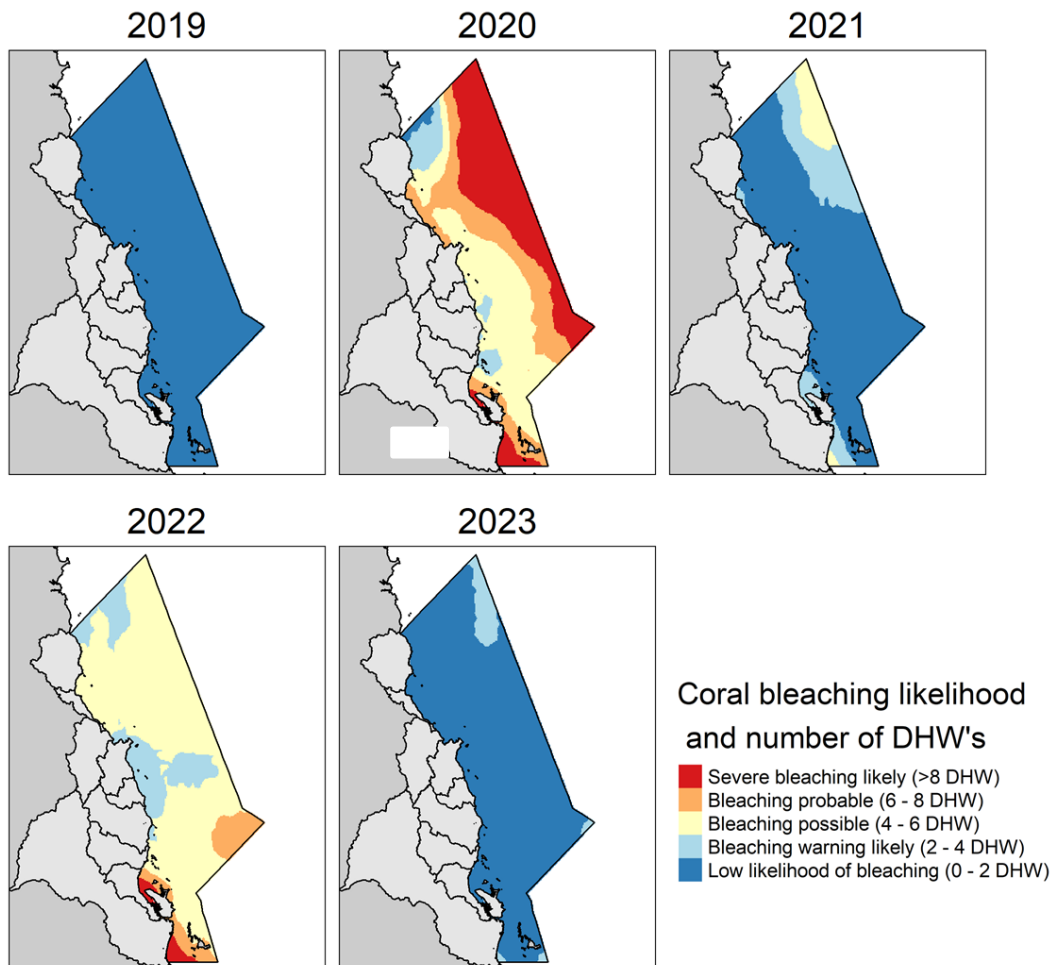 2019
2020
2021
2022
2023
Coral bleaching likelihood
and number of DHW's
Severe bleaching likely (>8 DHW)
Bleaching probable (6 - 8 DHW)
Bleaching possible (4 - 6 DHW)
Bleaching warning likely (2 - 4 DHW)
Low likelihood of bleaching (0 - 2 DHW)